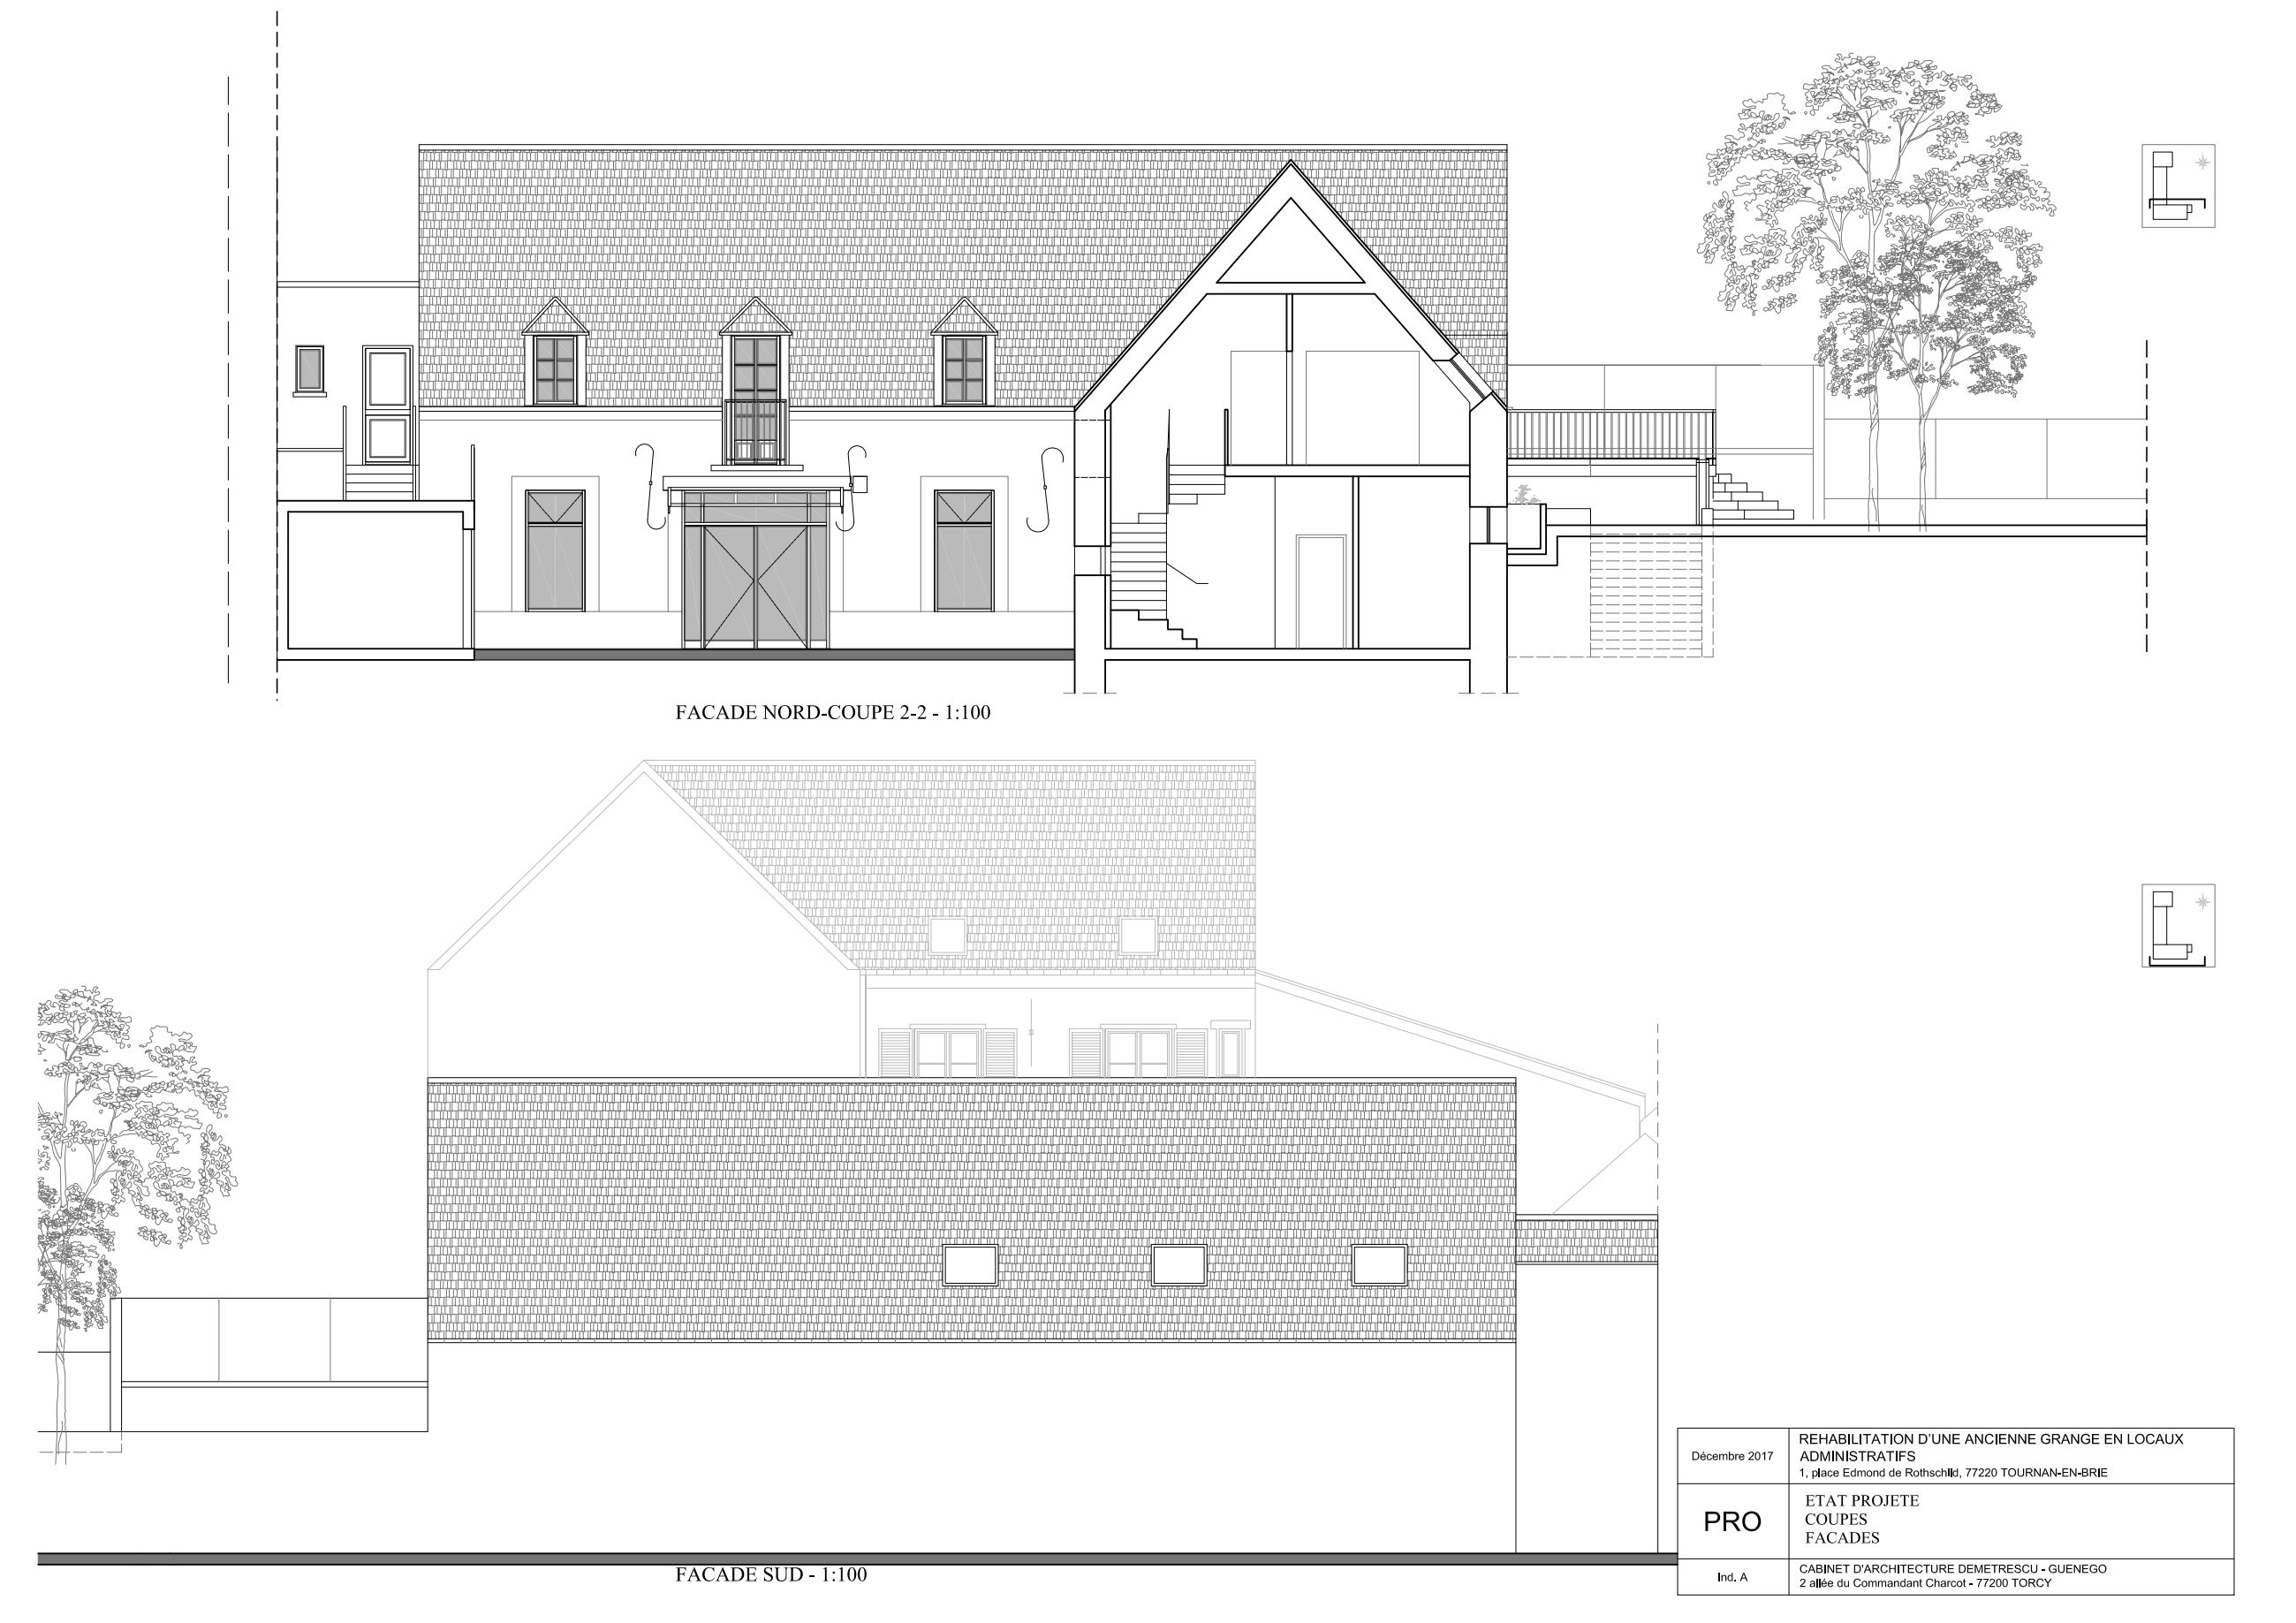 FACADE NORD-COUPE 2-2 - 1:100
FACADE SUD - 1:100
Décembre 2017
REHABILITATION D'UNE ANCIENNE GRANGE EN LOCAUX
ADMINISTRATIFS
1, place Edmond de Rothschild, 77220 TOURNAN-EN-BRIE
PRO
ETAT PROJETE
COUPES
FACADES
Ind. A
CABINET D'ARCHITECTURE DEMETRESCU - GUENEGO
2 allée du Commandant Charcot - 77200 TORCY